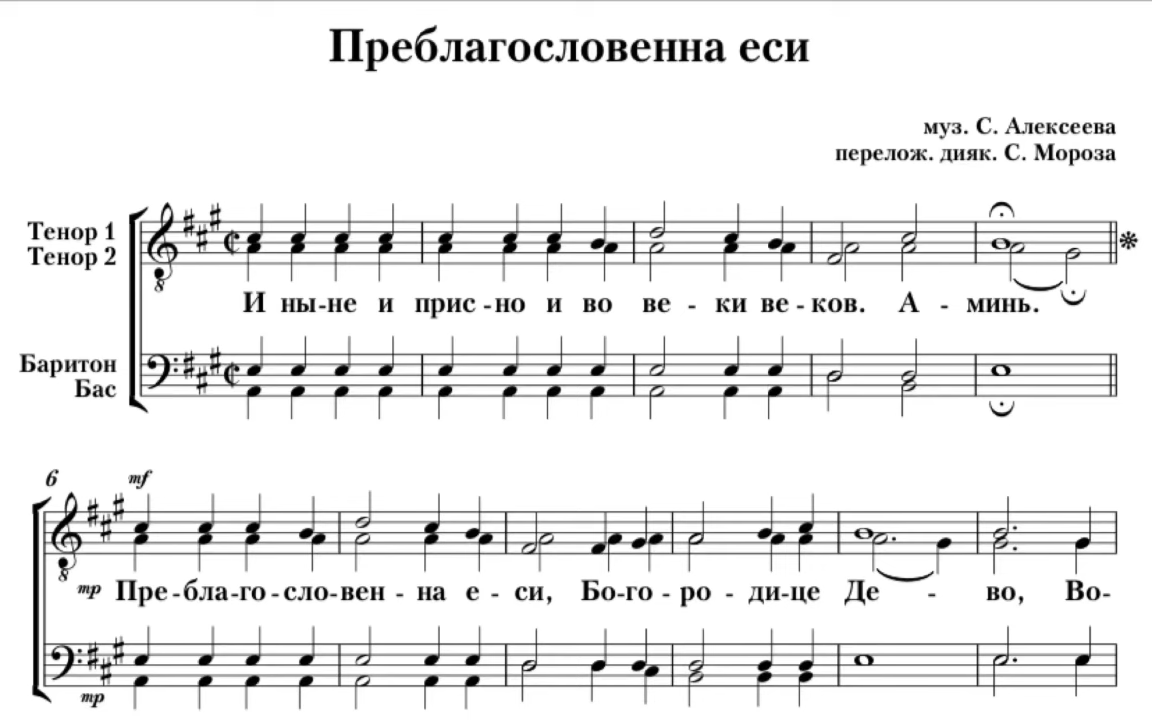 Преблагословенна еси
муз. С. Алексеева
перелож. дияк. С. Мороза
Тенор 1
Тенор 2
8
И ны-не и прис-но и во ве - ки ве-ков. А - минь.
Баритон
Бас
6
mf
8
mp Пре-бла-го-сло-вен - на е - си, Бо-го-ро - ди-це Де - во, Во-
mp